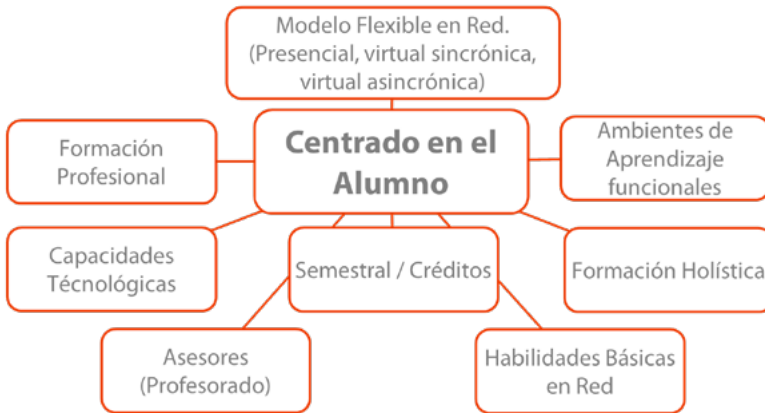 Modelo Flexible en Red.
(Presencial, virtual sincrónica,
virtual asincrónica)
Centrado en el
Alumno
Formación
Profesional
Ambientes de
Aprendizaje
funcionales
Capacidades
Técnológicas
Semestral / Créditos
Formación Holística
Asesores
(Profesorado)
Habilidades Básicas
en Red